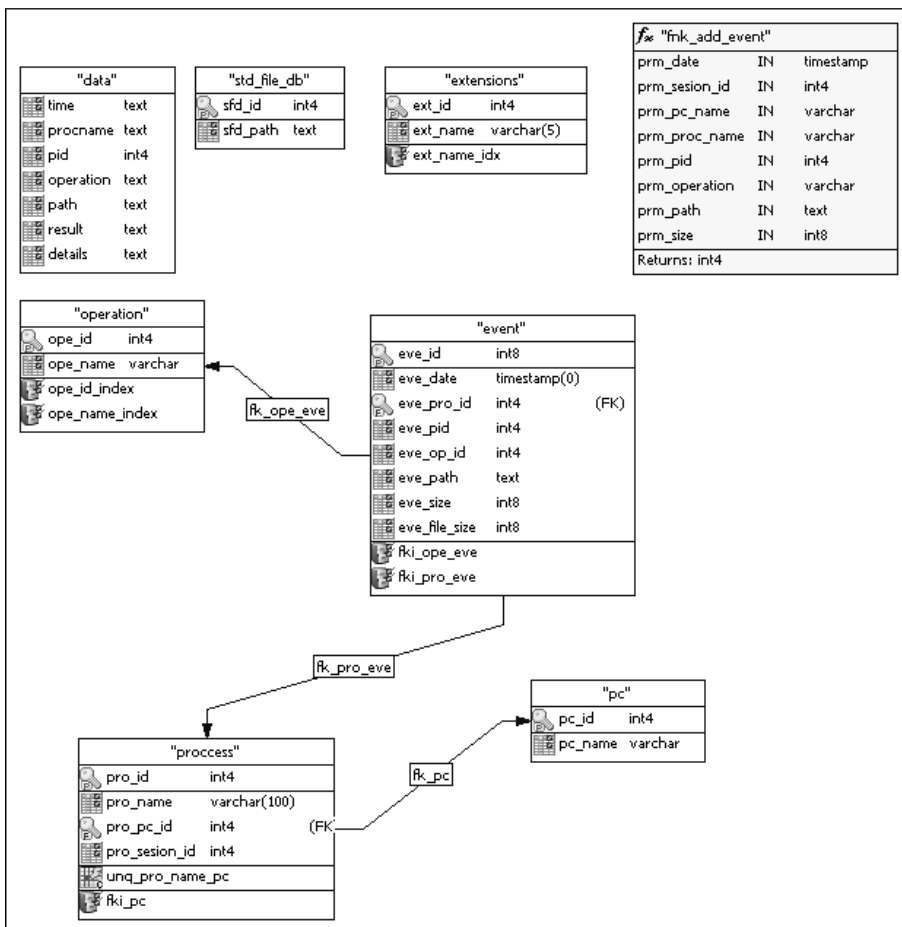 "data"
time text
procname text
pid int4
operation text
path text
result text
details text
"std_file_db"
sfd_id int4
sfd_path text
"extensions"
ext_id int4
ext_name varchar(5)
ext_name_idx
fx "fnk_add_event"
prm_date IN timestamp
prm_sesion_id IN int4
prm_pc_name IN varchar
prm_proc_name IN varchar
prm_pid IN int4
prm_operation IN varchar
prm_path IN text
prm_size IN int8
Returns: int4
"operation"
ope_id int4
ope_name varchar
ope_id_index
ope_name_index
fk_ope_eve
"event"
eve_id int8
eve_date timestamp(0)
eve_pro_id int4 (FK)
eve_pid int4
eve_op_id int4
eve_path text
eve_size int8
eve_file_size int8
fki_ope_eve
fki_pro_eve
fk_pro_eve
"pc"
pc_id int4
pc_name varchar
fk_pc
"proccess"
pro_id int4
pro_name varchar(100)
pro_pc_id int4 (FK
pro_sesion_id int4
unq_pro_name_pc
fki_pc